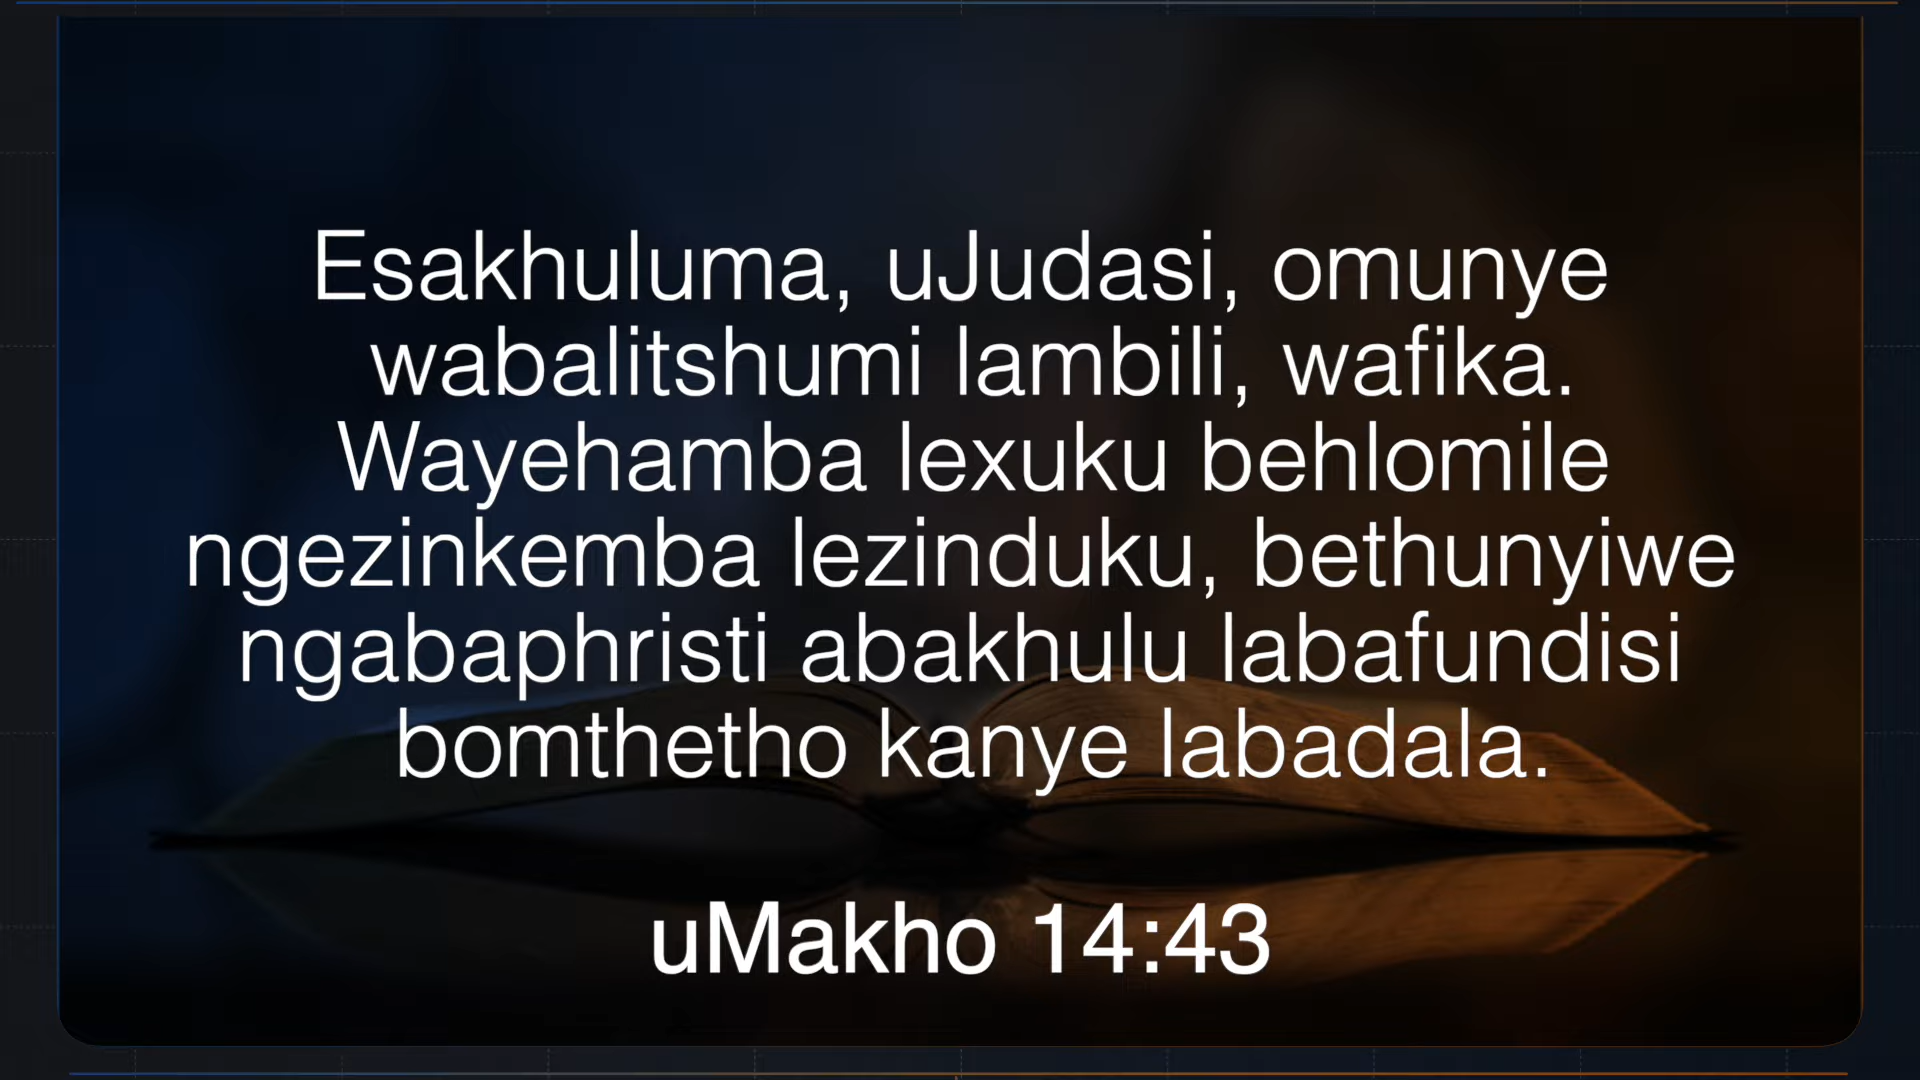 Esakhuluma, uJudasi, omunye
wabalitshumi lambili, wafika.
Wayehamba lexuku behlomile
ngezinkemba lezinduku, bethunyiwe
ngabaphristi abakhulu labafundisi
bomthetho kanye labadala.
uMakho 14:43